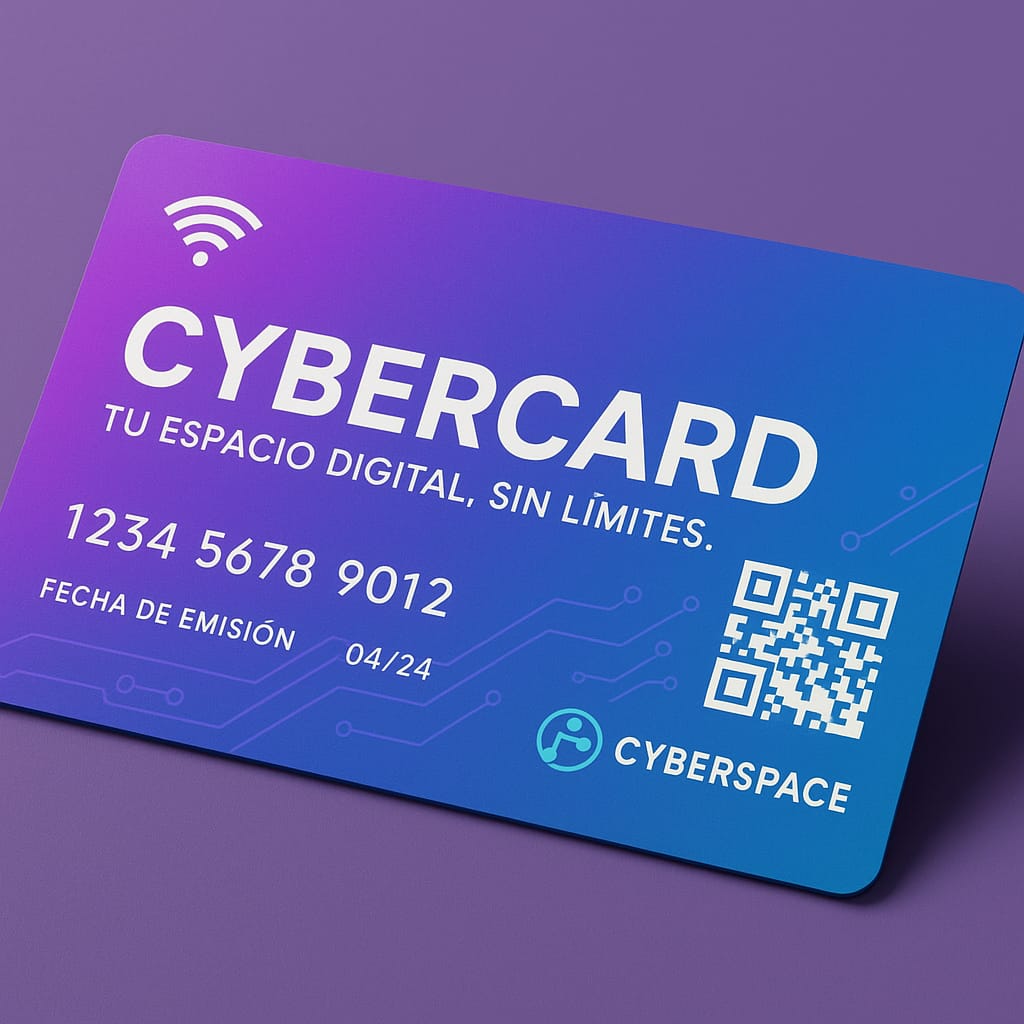 CYBERCARD
TU ESPACIO DIGITAL, SIN LÍMITES.
1234 5678 9012
FECHA DE EMISIÓN 04/24
CYBERSPACE